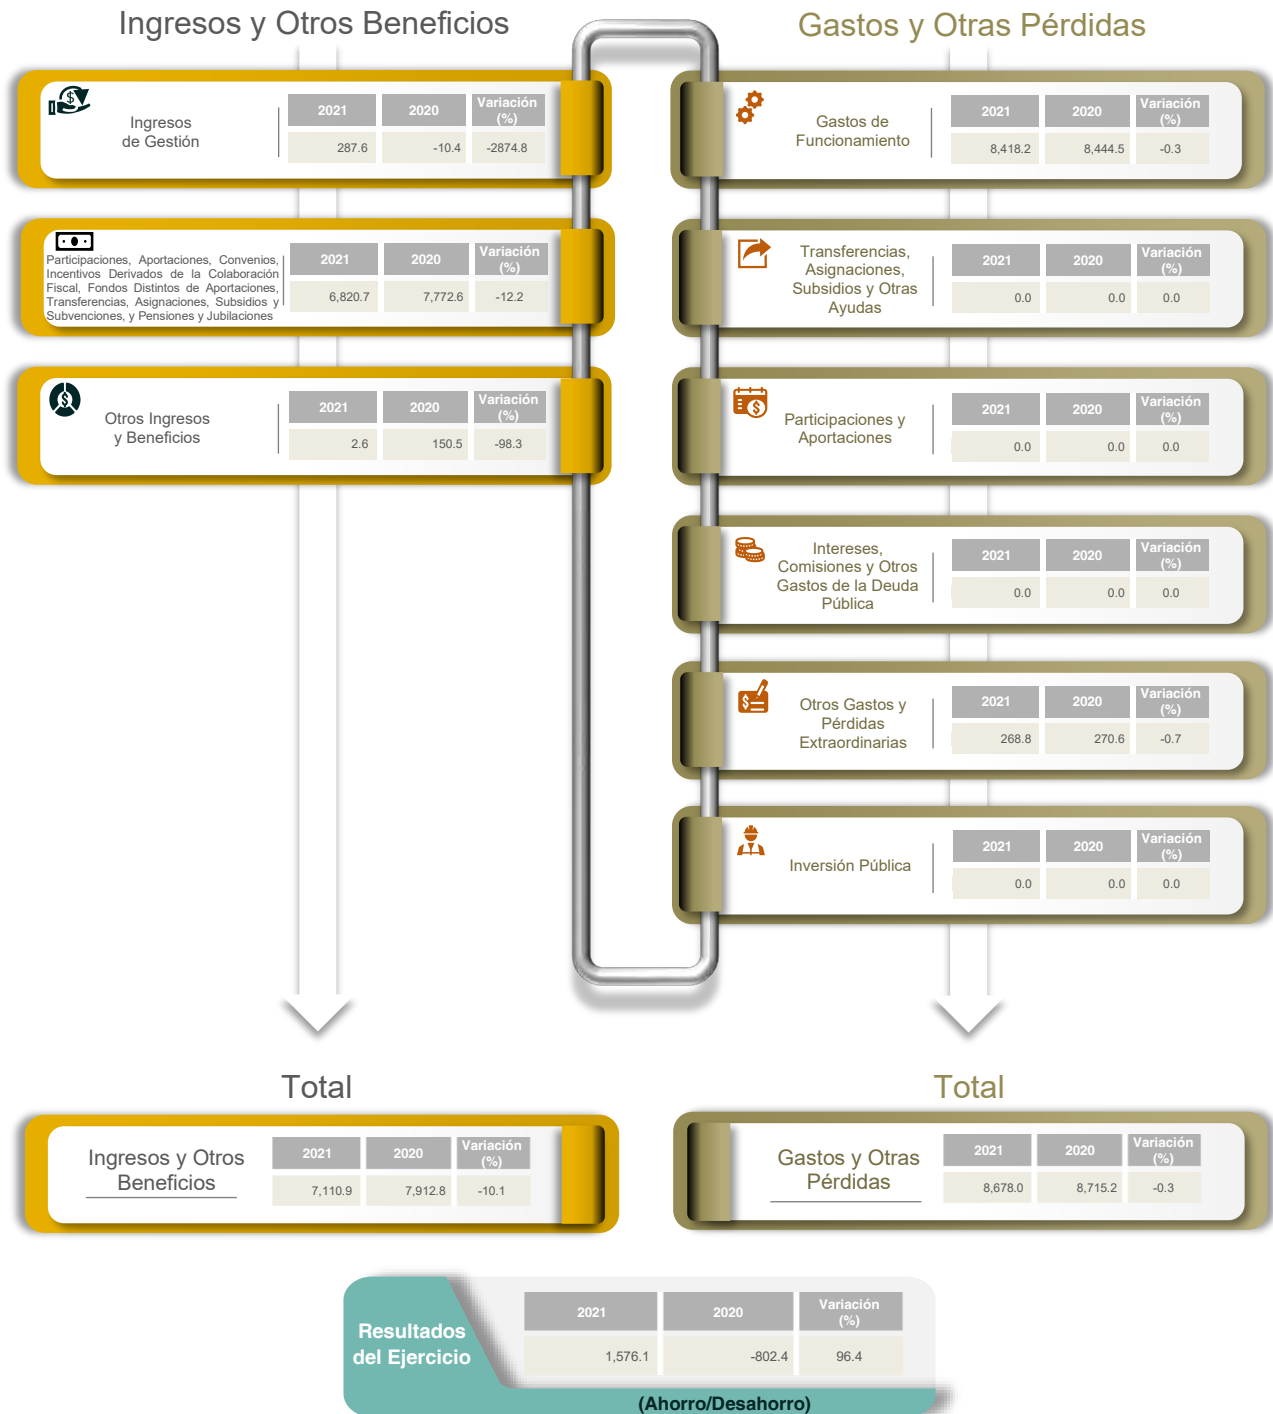 Ingresos y Otros Beneficios
Ingresos
de Gestión
2021 2020 Variación (%)
287.6 -10.4 -2874.8
Participaciones, Aportaciones, Convenios,
Incentivos Derivados de la Colaboración
Fiscal, Fondos Distintos de Aportaciones,
Transferencias, Asignaciones, Subsidios y
Subvenciones, y Pensiones y Jubilaciones
2021 2020 Variación (%)
6,820.7 7,772.6 -12.2
Otros Ingresos
y Beneficios
2021 2020 Variación (%)
2.6 150.5 -98.3
Gastos y Otras Pérdidas
Gastos de
Funcionamiento
2021 2020 Variación (%)
8,418.2 8,444.5 -0.3
Transferencias,
Asignaciones,
Subsidios y Otras
Ayudas
2021 2020 Variación (%)
0.0 0.0 0.0
Participaciones y
Aportaciones
2021 2020 Variación (%)
0.0 0.0 0.0
Intereses,
Comisiones y Otros
Gastos de la Deuda
Pública
2021 2020 Variación (%)
0.0 0.0 0.0
Otros Gastos y
Pérdidas
Extraordinarias
2021 2020 Variación (%)
268.8 270.6 -0.7
Inversión Pública
2021 2020 Variación (%)
0.0 0.0 0.0
Total
Ingresos y Otros
Beneficios
2021 2020 Variación (%)
7,110.9 7,912.8 -10.1
Total
Gastos y Otras
Pérdidas
2021 2020 Variación (%)
8,678.0 8,715.2 -0.3
Resultados
del Ejercicio
2021 2020 Variación (%)
1,576.1 -802.4 96.4
(Ahorro/Desahorro)